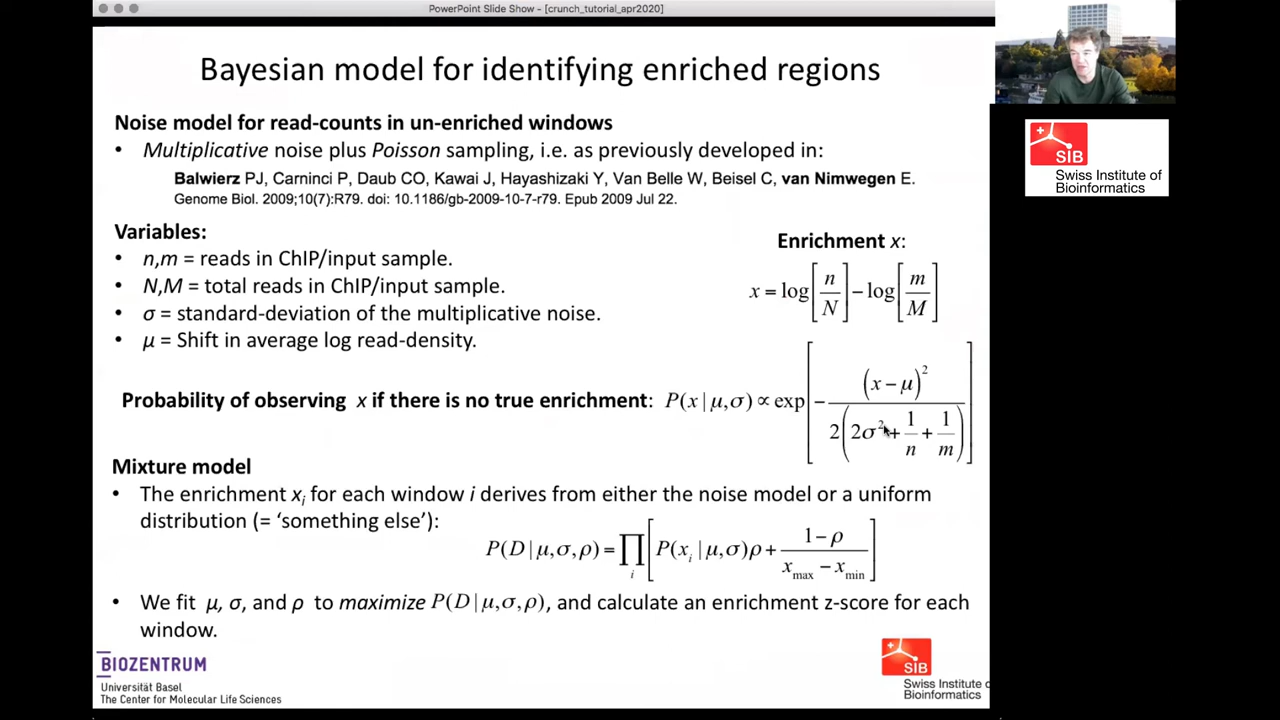 PowerPoint Slide Show - [crunch_tutorial_apr2020]
Bayesian model for identifying enriched regions
Noise model for read-counts in un-enriched windows
• Multiplicative noise plus Poisson sampling, i.e. as previously developed in:
Balwierz PJ, Carninci P, Daub CO, Kawai J, Hayashizaki Y, Van Belle W, Beisel C, van Nimwegen E.
Genome Biol. 2009;10(7):R79. doi: 10.1186/gb-2009-10-7-r79. Epub 2009 Jul 22.
Variables:
• n,m = reads in ChIP/input sample.
• N,M = total reads in ChIP/input sample.
• σ = standard-deviation of the multiplicative noise.
• μ = Shift in average log read-density.
Enrichment x:
x = log[n/N] − log[m/M]
Probability of observing x if there is no true enrichment: P(x | μ,σ) ∝ exp[−(x − μ)²/2(2σ² + 1/n + 1/m)]
Mixture model
• The enrichment xᵢ for each window i derives from either the noise model or a uniform
distribution (= ‘something else’):
P(D | μ,σ,ρ) = ∏ᵢ[P(xᵢ | μ,σ)ρ + (1 − ρ)/(x_max − x_min)]
• We fit μ, σ, and ρ to maximize P(D | μ,σ,ρ), and calculate an enrichment z-score for each
window.
BIOZENTRUM
Universität Basel
The Center for Molecular Life Sciences
SIB
Swiss Institute
Bioinformatics
SIB
Swiss Institute of
Bioinformatics